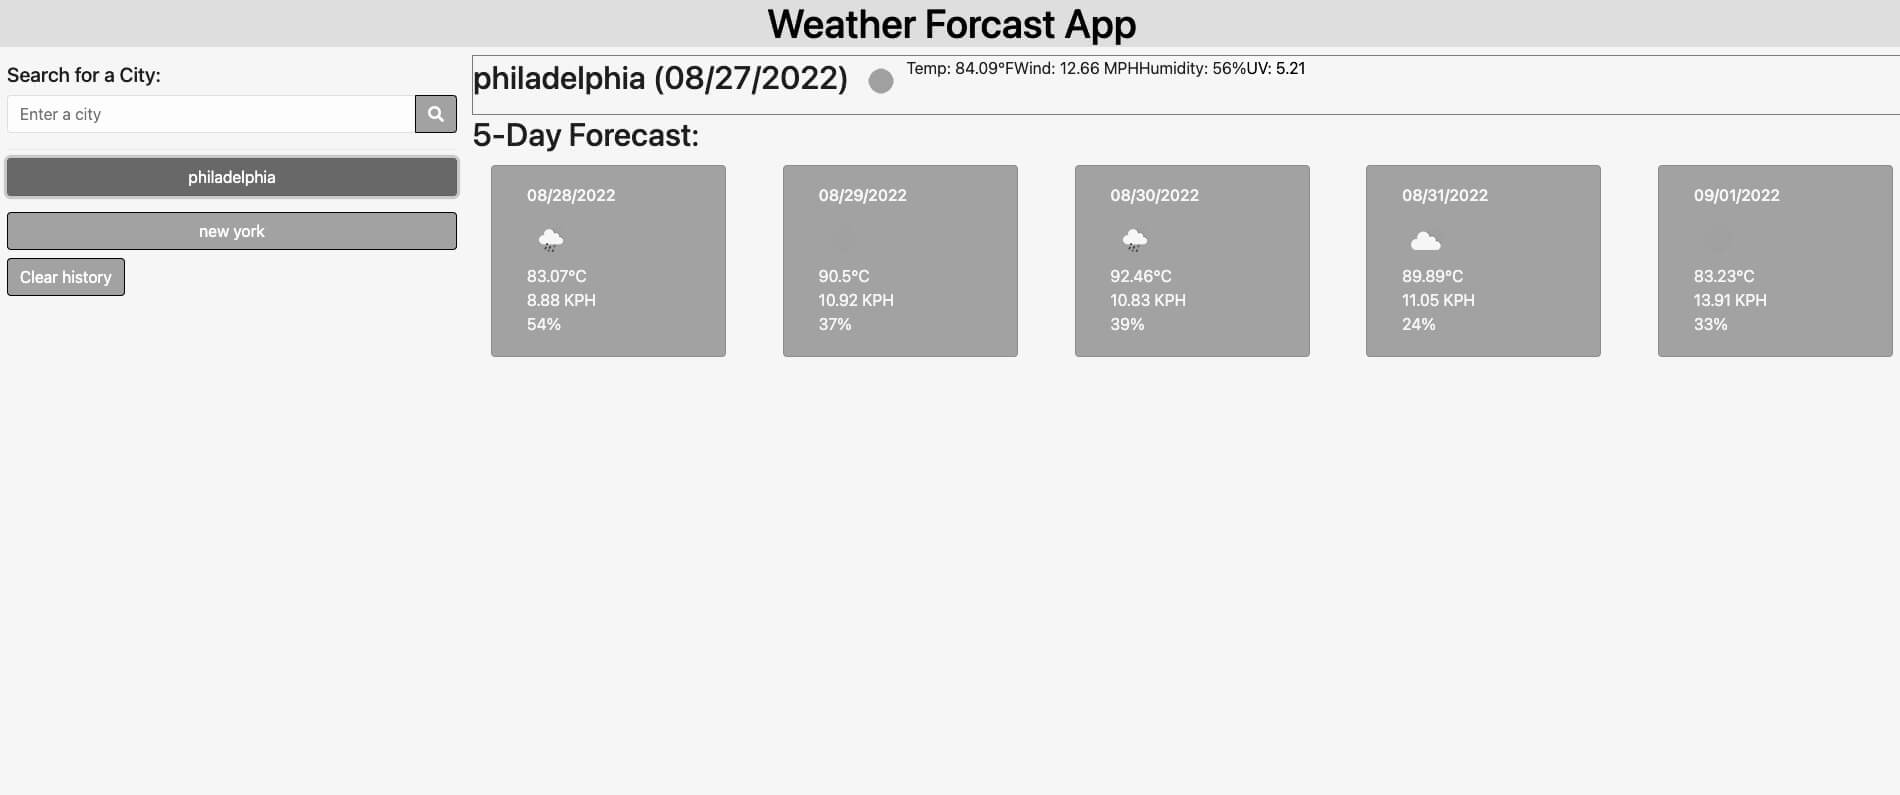 Weather Forcast App
Search for a City:
Enter a city
philadelphia
new york
Clear history
philadelphia (08/27/2022)
Temp: 84.09°FWind: 12.66 MPHHumidity: 56%UV: 5.21
5-Day Forecast:
08/28/2022
83.07°C
8.88 KPH
54%
08/29/2022
90.5°C
10.92 KPH
37%
08/30/2022
92.46°C
10.83 KPH
39%
08/31/2022
89.89°C
11.05 KPH
24%
09/01/2022
83.23°C
13.91 KPH
33%